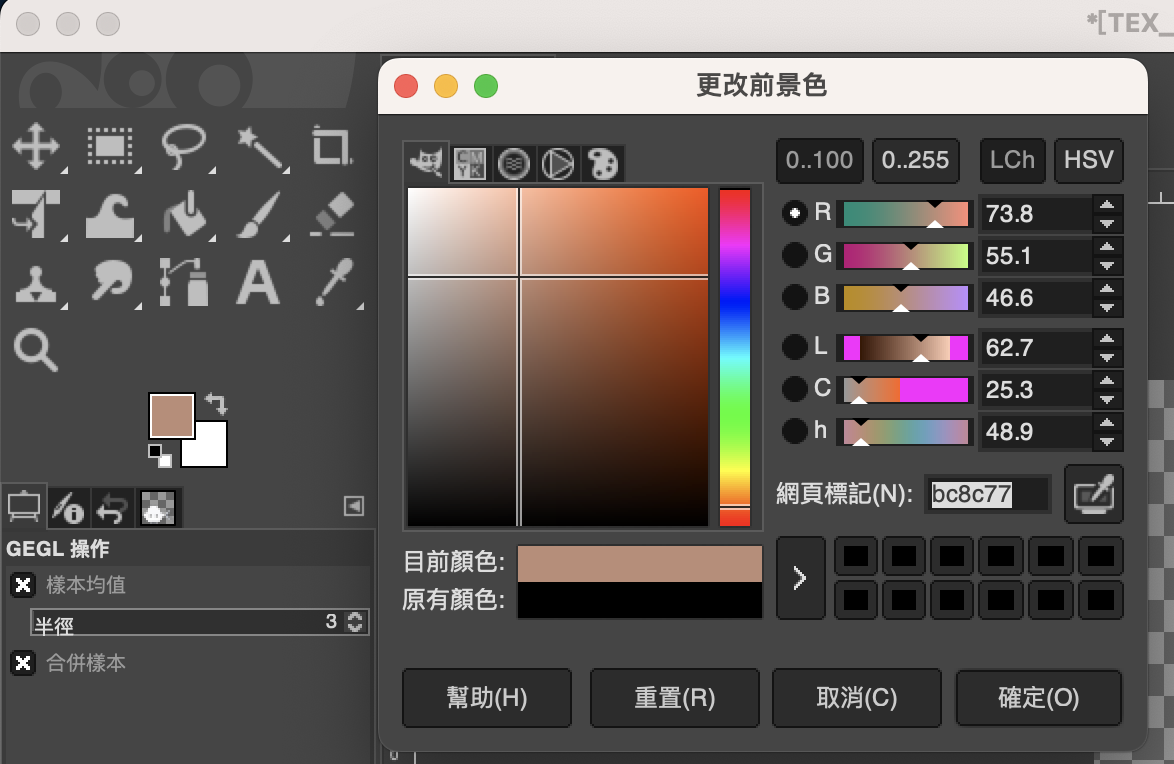 *[TEX_
更改前景色
CM
YK
0..100 0..255 LCh HSV
R 73.8
G 55.1
B 46.6
L 62.7
C 25.3
h 48.9
網頁標記(N): bc8c77
目前顏色:
原有顏色:
幫助(H) 重置(R) 取消(C) 確定(O)
GEGL 操作
樣本均值
半徑 3
合併樣本
0